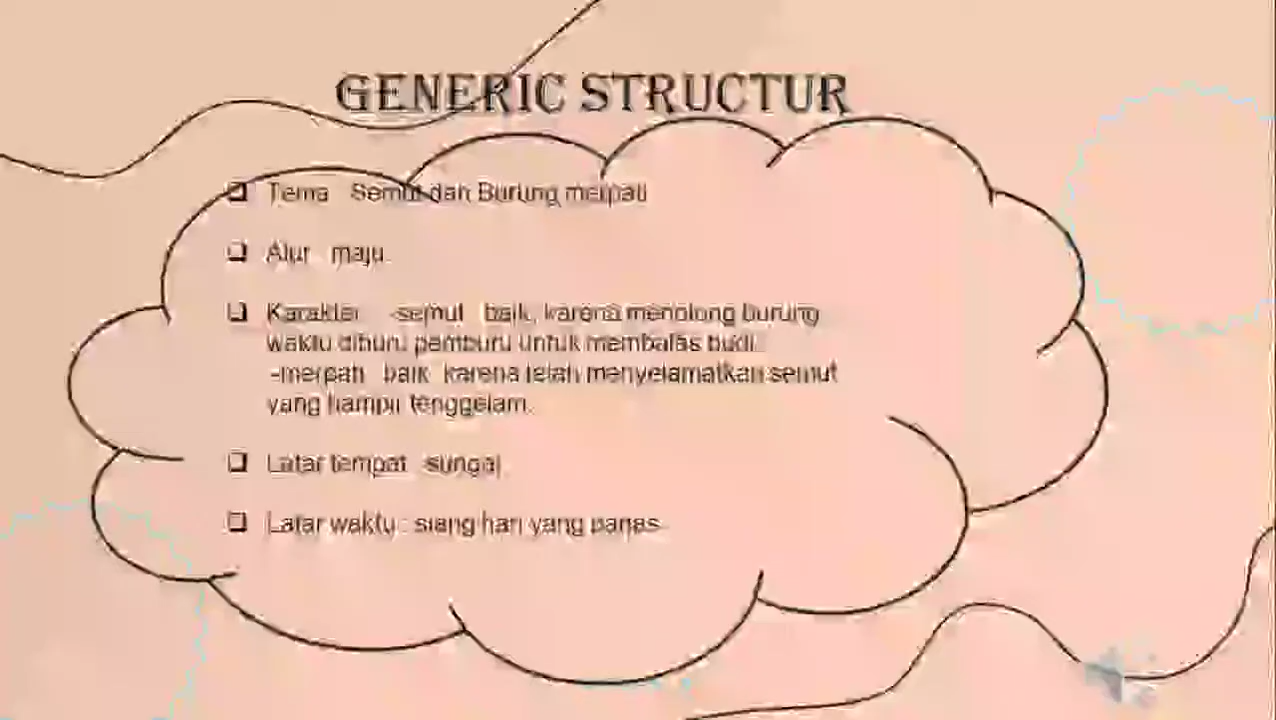 GENERIC STRUCTUR
❑ Tema : Semut dan Burung merpati
❑ Alur : maju
❑ Karakter : -semut : baik, karena menolong burung
waktu diburu pemburu untuk membalas budi.
-merpati : baik karena telah menyelamatkan semut
yang hampir tenggelam.
❑ Latar tempat : sungai
❑ Latar waktu : siang hari yang panas